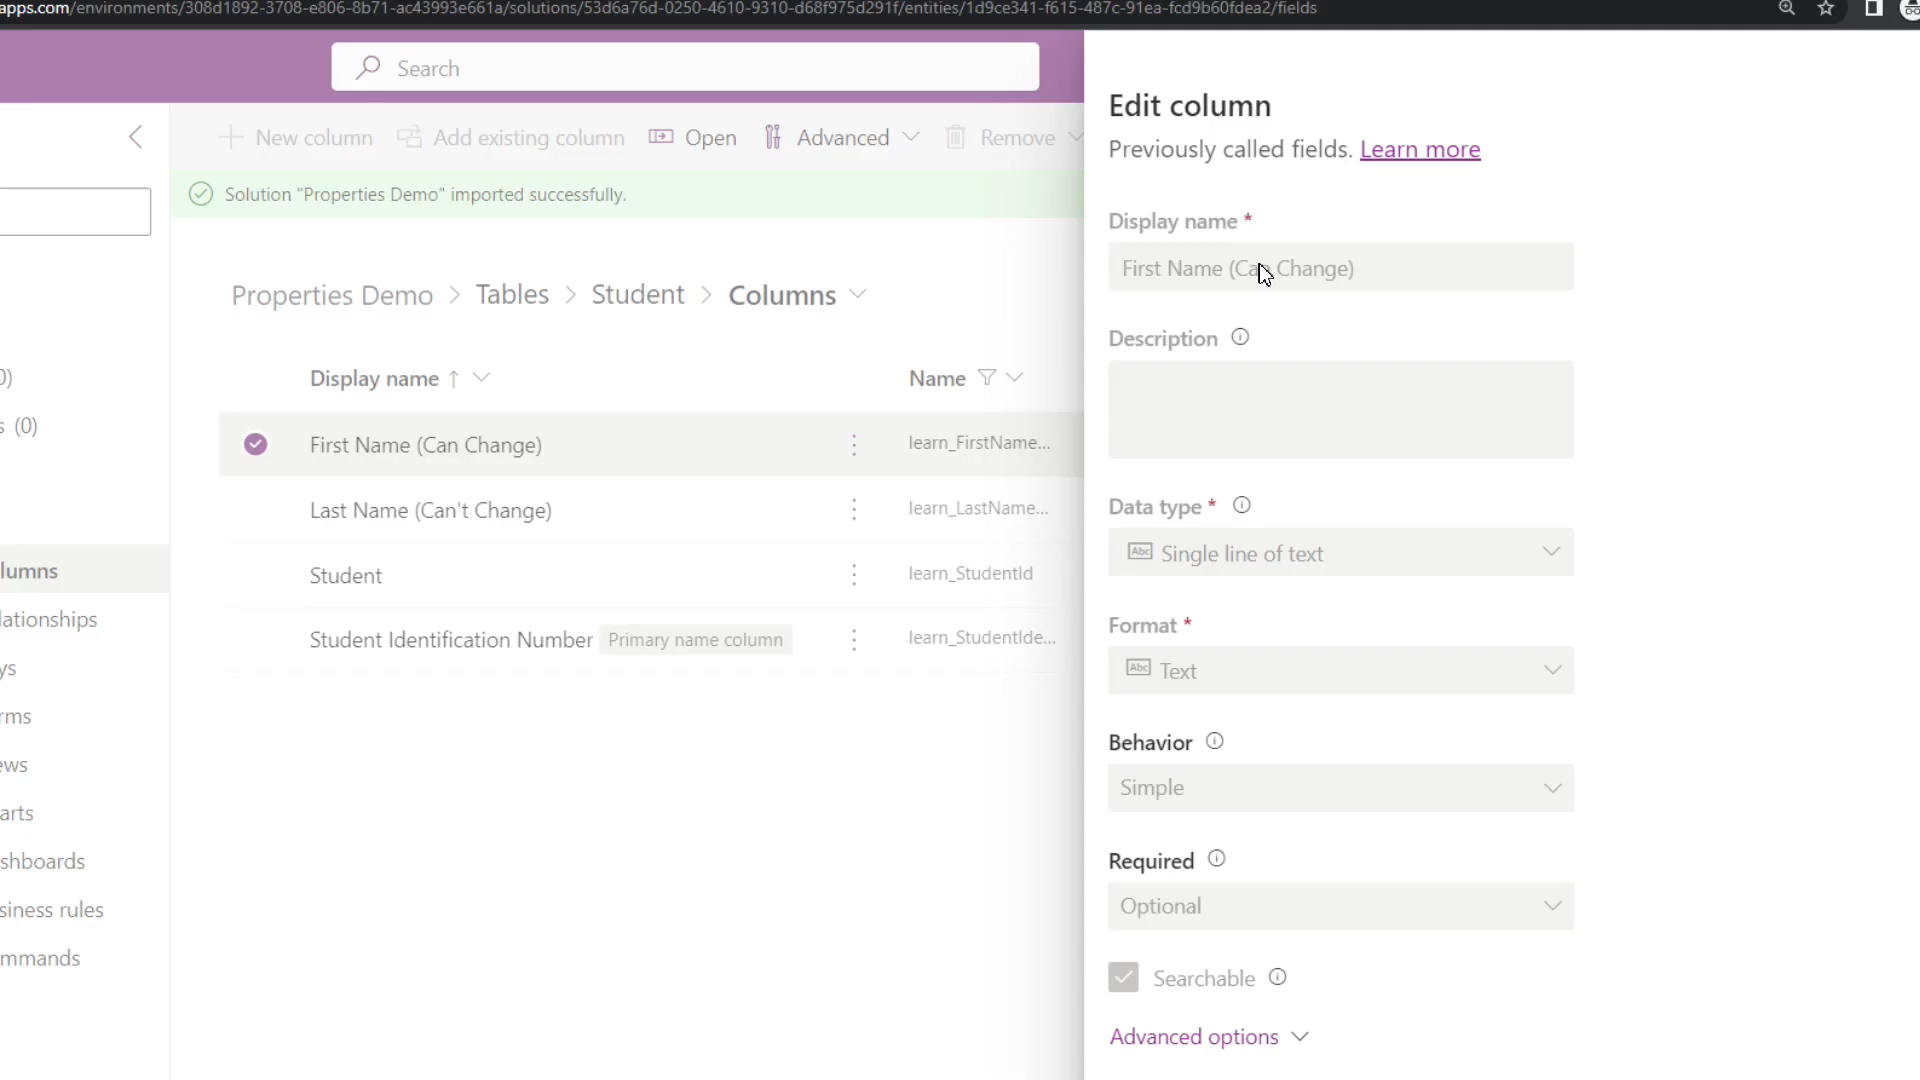 apps.com/environments/308d1892-3708-e806-8b71-ac43993e661a/solutions/53d6a76d-0250-4610-9310-d68f975d291f/entities/1d9ce341-f615-487c-91ea-fcd9b60fdea2/fields
Search
New column Add existing column Open Advanced Remove
Solution "Properties Demo" imported successfully.
Properties Demo > Tables > Student > Columns
Display name ↑ Name
First Name (Can Change) learn_FirstName...
Last Name (Can't Change) learn_LastName...
Student learn_StudentId
Student Identification Number Primary name column learn_StudentIde...
0)
s (0)
lumns
lationships
ys
rms
ews
arts
shboards
siness rules
mmands
Edit column
Previously called fields. Learn more
Display name *
First Name (Can Change)
Description
Data type *
Abc Single line of text
Format *
Abc Text
Behavior
Simple
Required
Optional
Searchable
Advanced options